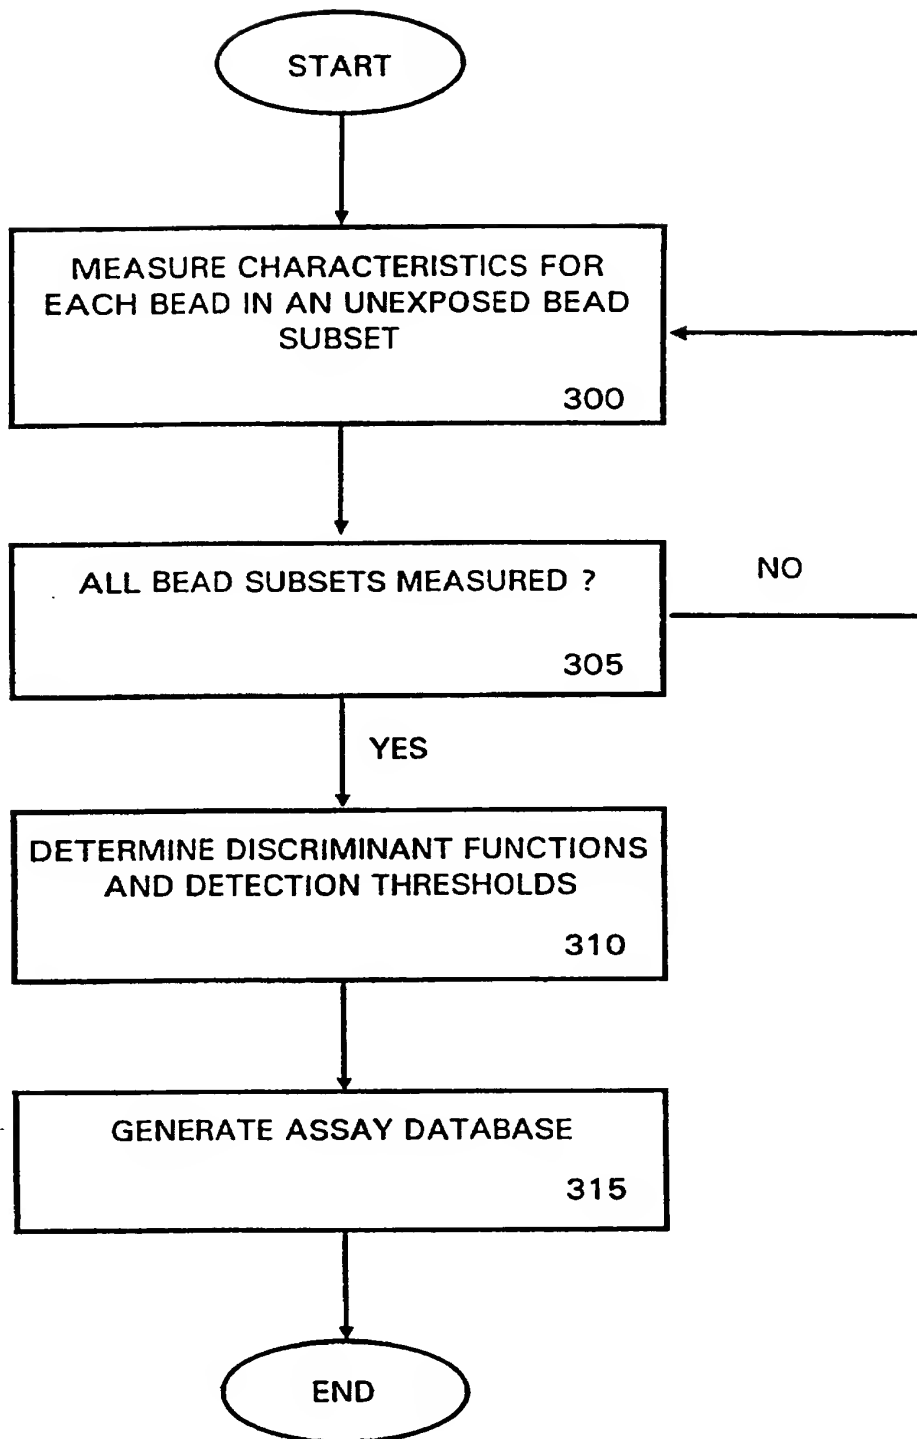 START
MEASURE CHARACTERISTICS FOR
EACH BEAD IN AN UNEXPOSED BEAD
SUBSET
300
ALL BEAD SUBSETS MEASURED ?
NO
305
YES
DETERMINE DISCRIMINANT FUNCTIONS
AND DETECTION THRESHOLDS
310
GENERATE ASSAY DATABASE
315
END